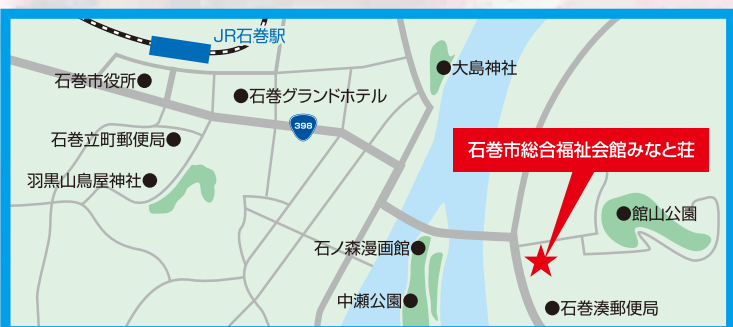 JR石巻駅
大島神社
石巻市役所
石巻グランドホテル
398
石巻立町郵便局
石巻市総合福祉会館みなと荘
羽黒山鳥屋神社
館山公園
石ノ森漫画館
中瀬公園
石巻湊郵便局